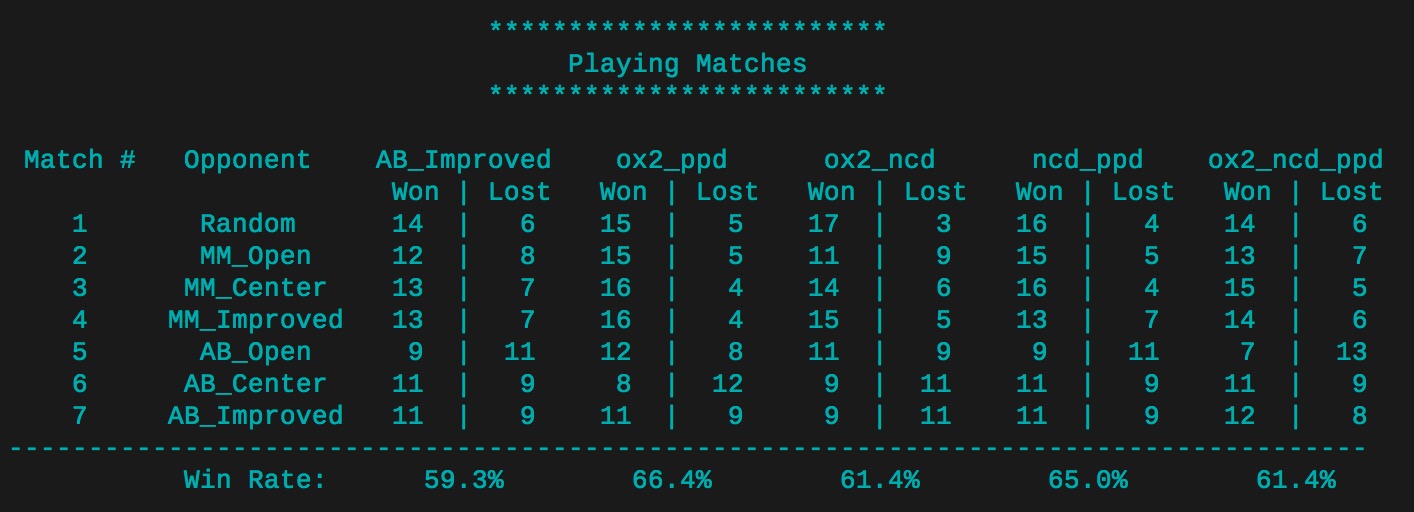 *************************
Playing Matches
*************************
Match #   Opponent    AB_Improved    ox2_ppd      ox2_ncd      ncd_ppd    ox2_ncd_ppd
Won | Lost   Won | Lost   Won | Lost   Won | Lost   Won | Lost
1       Random      14  |   6    15  |   5    17  |   3    16  |   4    14  |   6
2       MM_Open     12  |   8    15  |   5    11  |   9    15  |   5    13  |   7
3      MM_Center    13  |   7    16  |   4    14  |   6    16  |   4    15  |   5
4     MM_Improved   13  |   7    16  |   4    15  |   5    13  |   7    14  |   6
5       AB_Open      9  |  11    12  |   8    11  |   9     9  |  11     7  |  13
6      AB_Center    11  |   9     8  |  12     9  |  11    11  |   9    11  |   9
7     AB_Improved   11  |   9    11  |   9     9  |  11    11  |   9    12  |   8
-------------------------------------------------------------------------------------
Win Rate:      59.3%        66.4%        61.4%        65.0%        61.4%